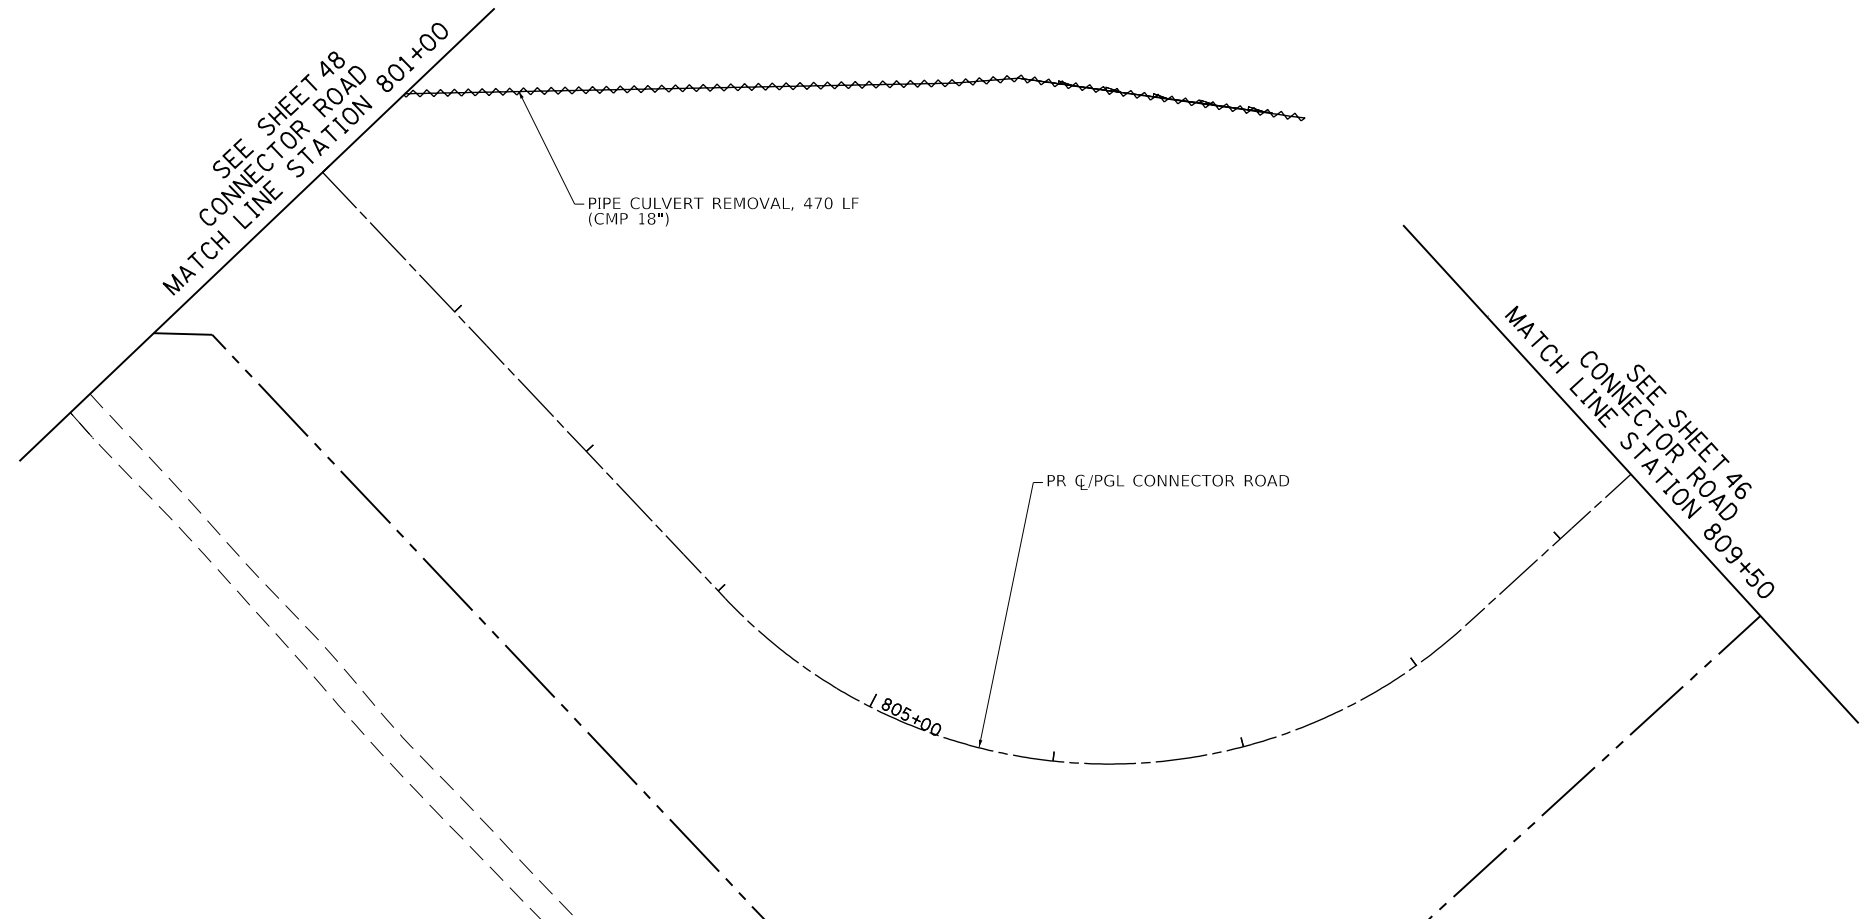 SEE SHEET 48
CONNECTOR ROAD
MATCH LINE STATION 801+00
PIPE CULVERT REMOVAL, 470 LF
(CMP 18")
SEE SHEET 46
CONNECTOR ROAD
MATCH LINE STATION 809+50
PR ℄/PGL CONNECTOR ROAD
805+00